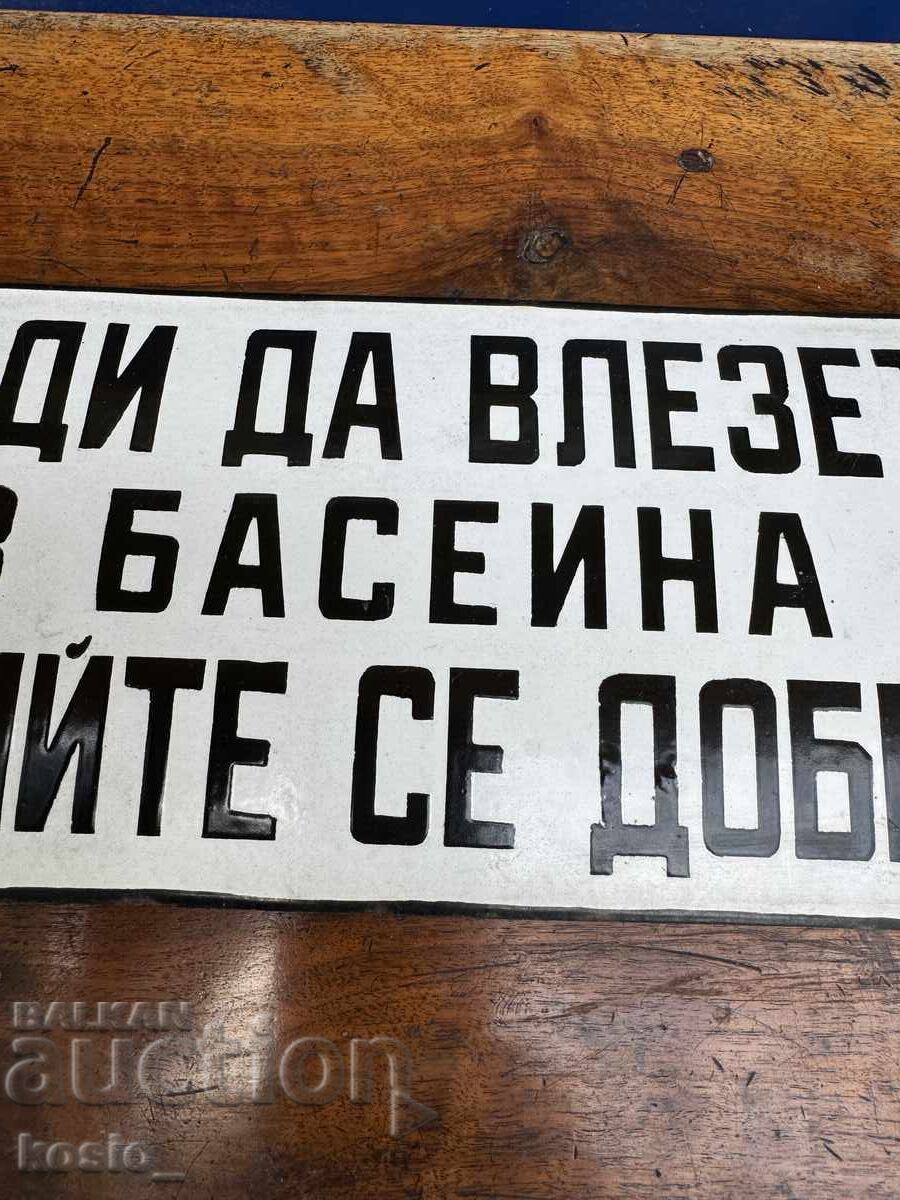 ДИ ДА ВЛЕЗЕТ
В БАСЕИНА
ЙТЕ СЕ ДОБ
BALKAN
auction
kosio_